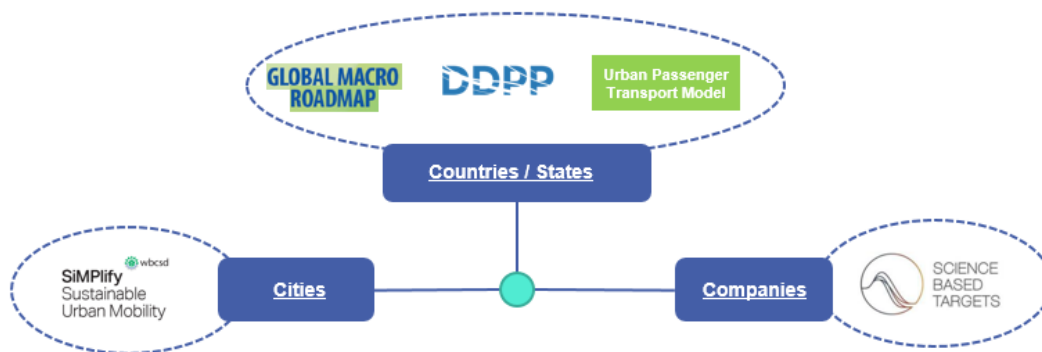 GLOBAL MACRO
ROADMAP
DDPP
Urban Passenger
Transport Model
Countries / States
wbcsd
SiMPlify
Sustainable
Urban Mobility
Cities
Companies
SCIENCE
BASED
TARGETS